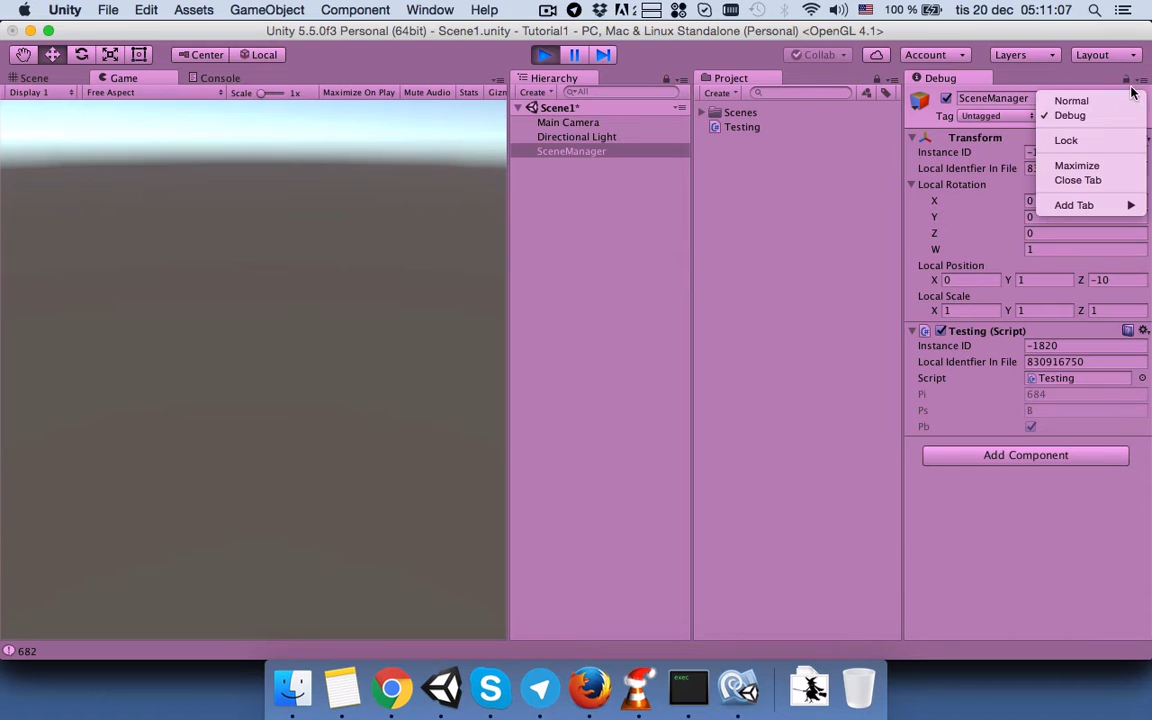 Unity File Edit Assets GameObject Component Window Help 100 % tis 20 dec 05:11:07
Unity 5.5.0f3 Personal (64bit) - Scene1.unity - Tutorial1 - PC, Mac & Linux Standalone (Personal) <OpenGL 4.1>
Center Local Collab Account Layers Layout
Scene Game Console Hierarchy Project Debug
Display 1 Free Aspect Scale 1x Maximize On Play Mute Audio Stats Gizn
Create All
Scene1*
Main Camera
Directional Light
SceneManager
Create
Scenes
Testing
SceneManager
Tag Untagged
Transform
Instance ID
Local Identfier In File
Local Rotation
X 0
Y 0
Z 0
W 1
Local Position
X 0 Y 1 Z -10
Local Scale
X 1 Y 1 Z 1
Testing (Script)
Instance ID -1820
Local Identfier In File 830916750
Script Testing
Pi 684
Ps B
Pb
Add Component
Normal
Debug
Lock
Maximize
Close Tab
Add Tab
682
exec